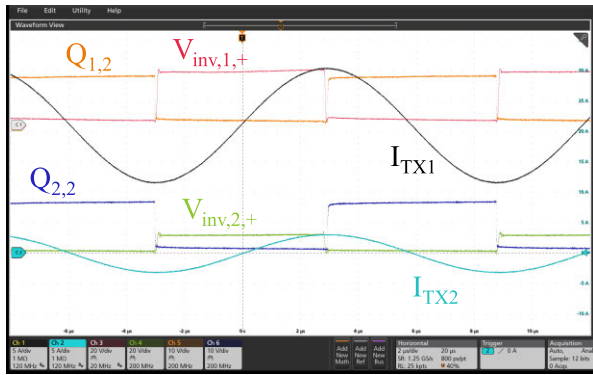 File Edit Utility Help
Waveform View
T
Q1,2
Vinv,1,+
30 A
25 A
20 A
C 1
15 A
ITX1
10 A
Q2,2
Vinv,2,+
5 A
C 2
-5 A
ITX2
-10 A
-15 A
-6 µs -4 µs -2 µs 0 s 2 µs 4 µs 6 µs 8 µs 10 µs
Ch 1 Ch 2 Ch 3 Ch 4 Ch 5 Ch 6
5 A/div 5 A/div 20 V/div 20 V/div 10 V/div 10 V/div
1 MΩ 1 MΩ
120 MHz 120 MHz 20 MHz 200 MHz 200 MHz 200 MHz
Add New Math
Add New Ref
Add New Bus
Horizontal
2 µs/div 20 µs
SR: 1.25 GS/s 800 ps/pt
RL: 25 kpts 40%
Trigger
2 0 A
Acquisition
Auto, Anal
Sample: 12 bits
0 Acqs